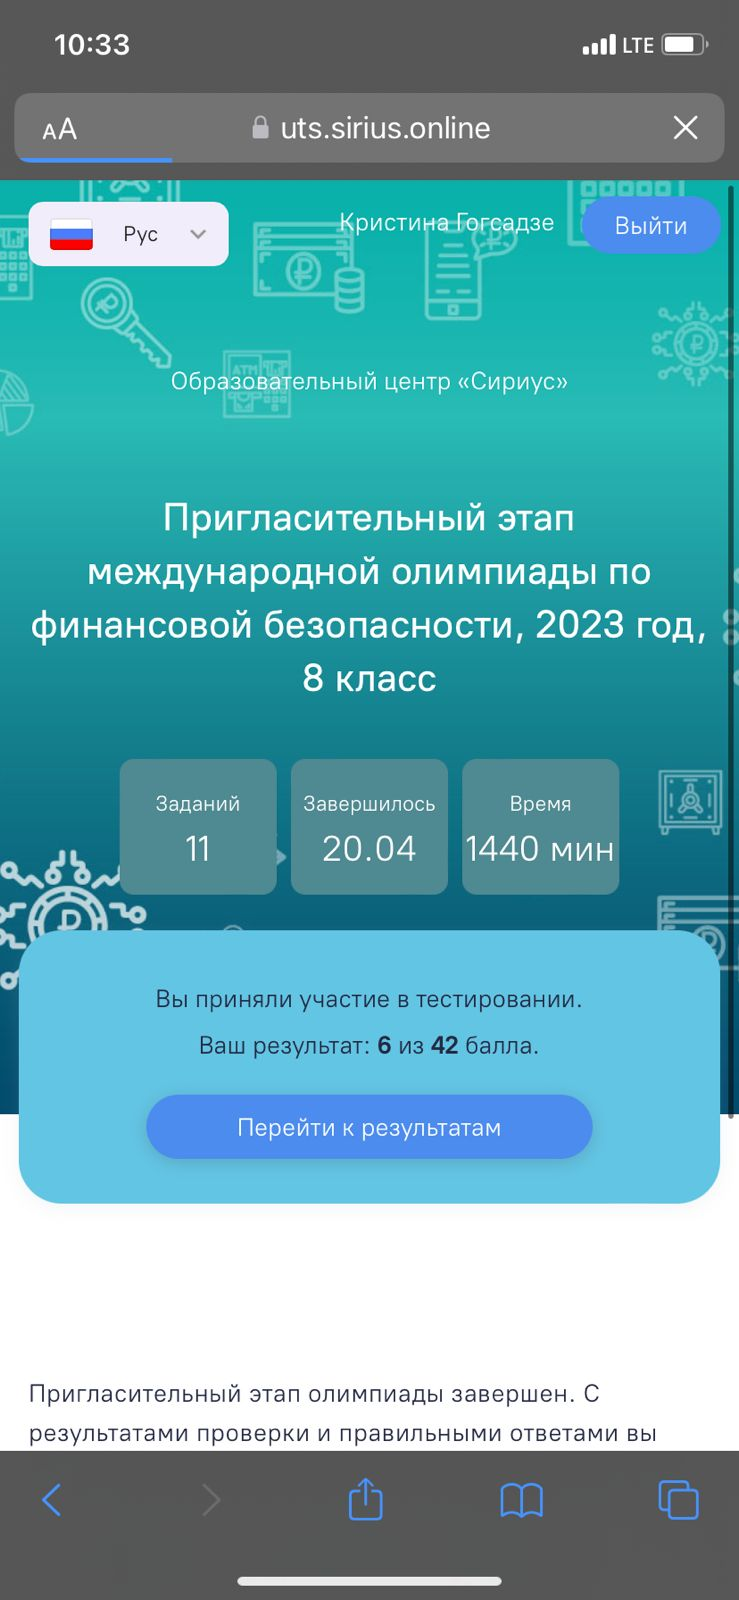 10:33
LTE
AA
uts.sirius.online
Рус
Кристина Гогсадзе
Выйти
ATM
Образовательный центр «Сириус»
Пригласительный этап
международной олимпиады по
финансовой безопасности, 2023 год,
8 класс
Заданий
11
Завершилось
20.04
Время
1440 мин
Вы приняли участие в тестировании.
Ваш результат: 6 из 42 балла.
Перейти к результатам
Пригласительный этап олимпиады завершен. С
результатами проверки и правильными ответами вы